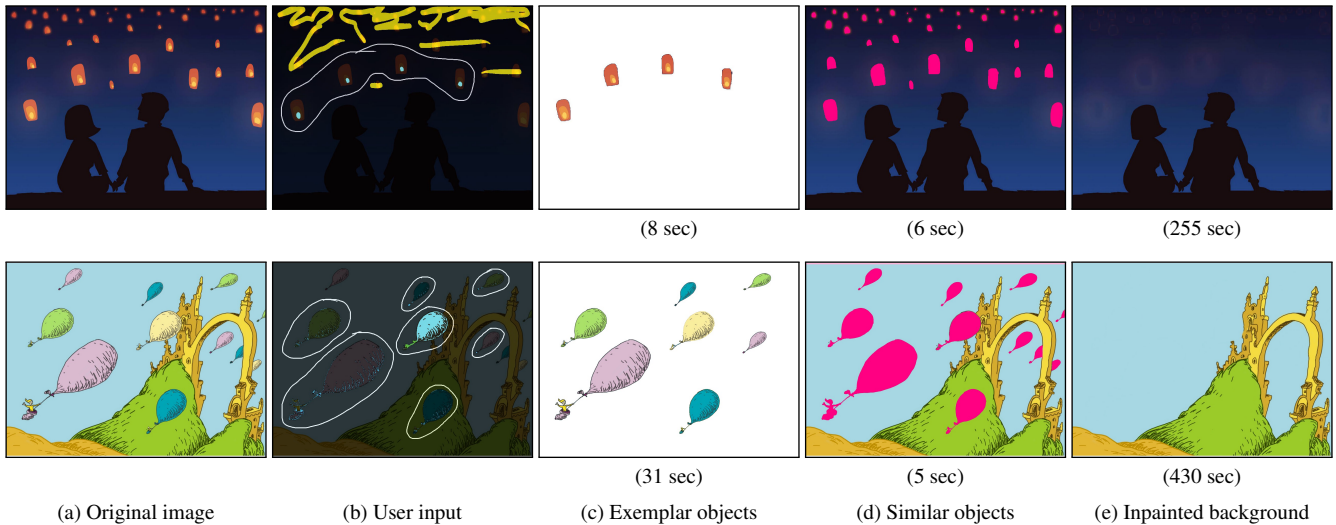 (8 sec) (6 sec) (255 sec)
(31 sec) (5 sec) (430 sec)
(a) Original image (b) User input (c) Exemplar objects (d) Similar objects (e) Inpainted background